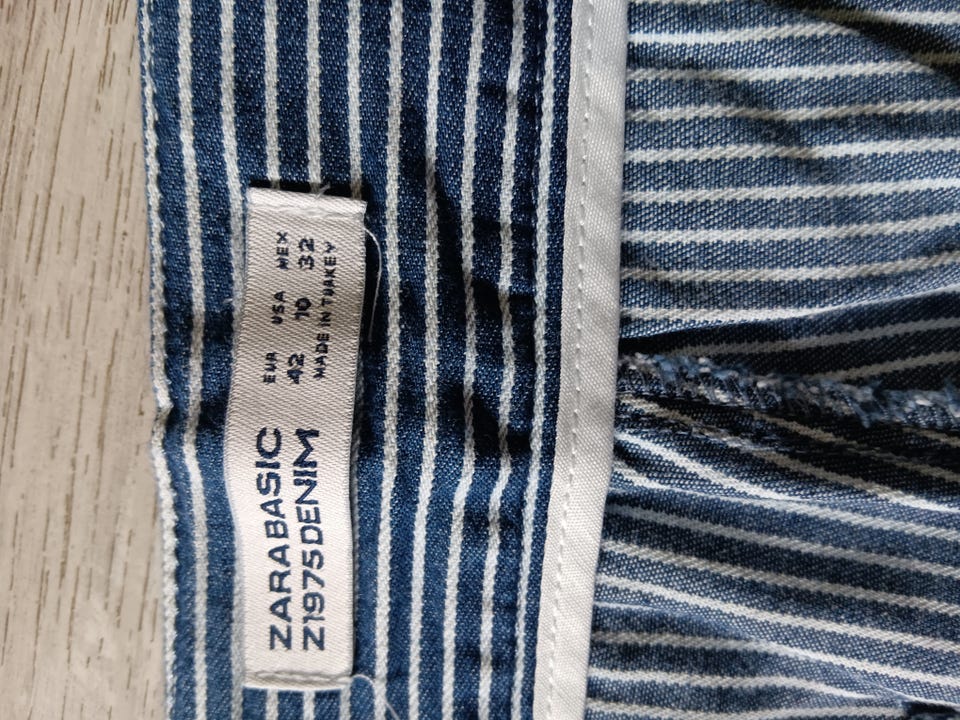 ZARABASIC
Z1975DENIM
EUR USA MEX
42 10 32
MADE IN TURKEY